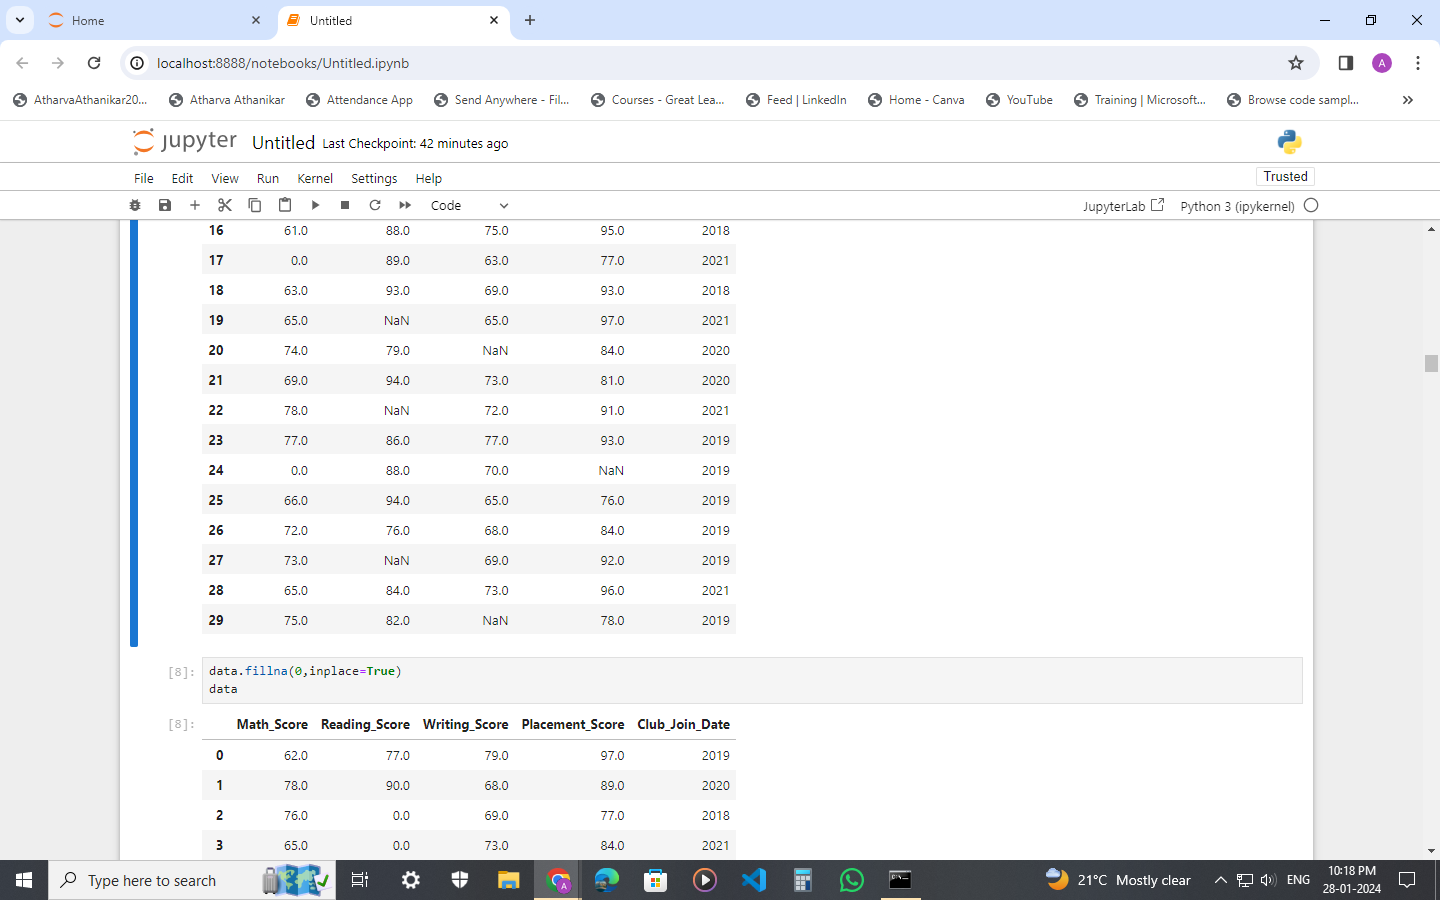 Home
Untitled
localhost:8888/notebooks/Untitled.ipynb
A
AtharvaAthanikar20... Atharva Athanikar Attendance App Send Anywhere - Fil... Courses - Great Lea... Feed | LinkedIn Home - Canva YouTube Training | Microsoft... Browse code sampl...
jupyter Untitled Last Checkpoint: 42 minutes ago
File Edit View Run Kernel Settings Help Trusted
Code JupyterLab Python 3 (ipykernel)
16 61.0 88.0 75.0 95.0 2018
17 0.0 89.0 63.0 77.0 2021
18 63.0 93.0 69.0 93.0 2018
19 65.0 NaN 65.0 97.0 2021
20 74.0 79.0 NaN 84.0 2020
21 69.0 94.0 73.0 81.0 2020
22 78.0 NaN 72.0 91.0 2021
23 77.0 86.0 77.0 93.0 2019
24 0.0 88.0 70.0 NaN 2019
25 66.0 94.0 65.0 76.0 2019
26 72.0 76.0 68.0 84.0 2019
27 73.0 NaN 69.0 92.0 2019
28 65.0 84.0 73.0 96.0 2021
29 75.0 82.0 NaN 78.0 2019
[8]: data.fillna(0,inplace=True)
data
[8]: Math_Score Reading_Score Writing_Score Placement_Score Club_Join_Date
0 62.0 77.0 79.0 97.0 2019
1 78.0 90.0 68.0 89.0 2020
2 76.0 0.0 69.0 77.0 2018
3 65.0 0.0 73.0 84.0 2021
Type here to search
A
21°C Mostly clear
ENG
10:18 PM
28-01-2024